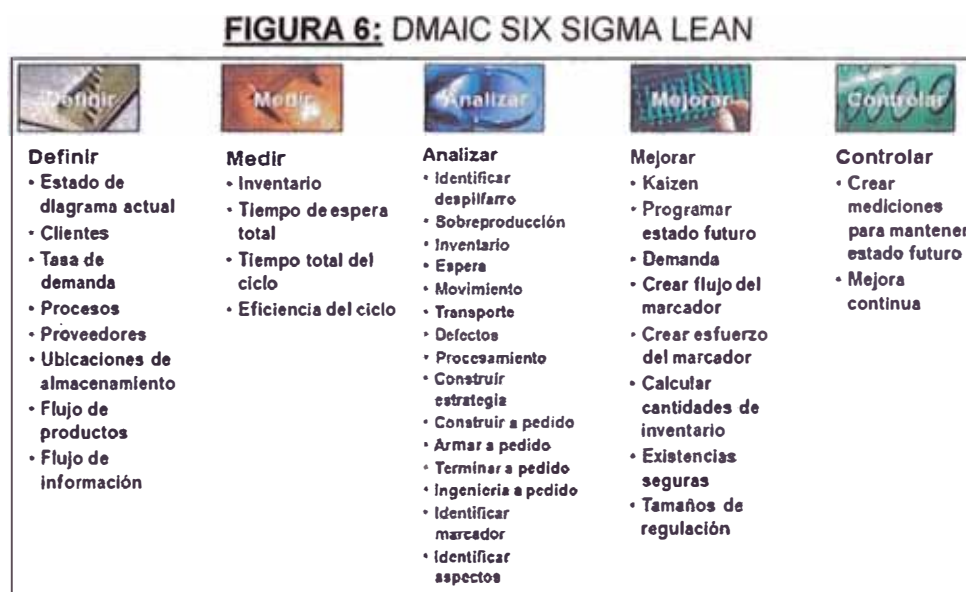 FIGURA 6: DMAIC SIX SIGMA LEAN
Definir
Medir
Analizar
Mejorar
Controlar
Definir
• Estado de
diagrama actual
• Clientes
• Tasa de
demanda
• Procesos
• Proveedores
• Ubicaciones de
almacenamiento
• Flujo de
productos
• Flujo de
información
Medir
• Inventario
• Tiempo de espera
total
• Tiempo total del
ciclo
• Eficiencia del ciclo
Analizar
• Identificar
despilfarro
• Sobreproducción
• Inventario
• Espera
• Movimiento
• Transporte
• Defectos
• Procesamiento
• Construír
estrategia
• Construir a pedido
• Armar a pedido
• Terminar a pedido
• Ingeniería a pedido
• Identificar
marcador
• Identificar
aspectos
Mejorar
• Kaizen
• Programar
estado futuro
• Demanda
• Crear flujo del
marcador
• Crear esfuerzo
del marcador
• Calcular
cantidades de
inventario
• Existencias
seguras
• Tamaños de
regulación
Controlar
• Crear
mediciones
para mantener
estado futuro
• Mejora
continua